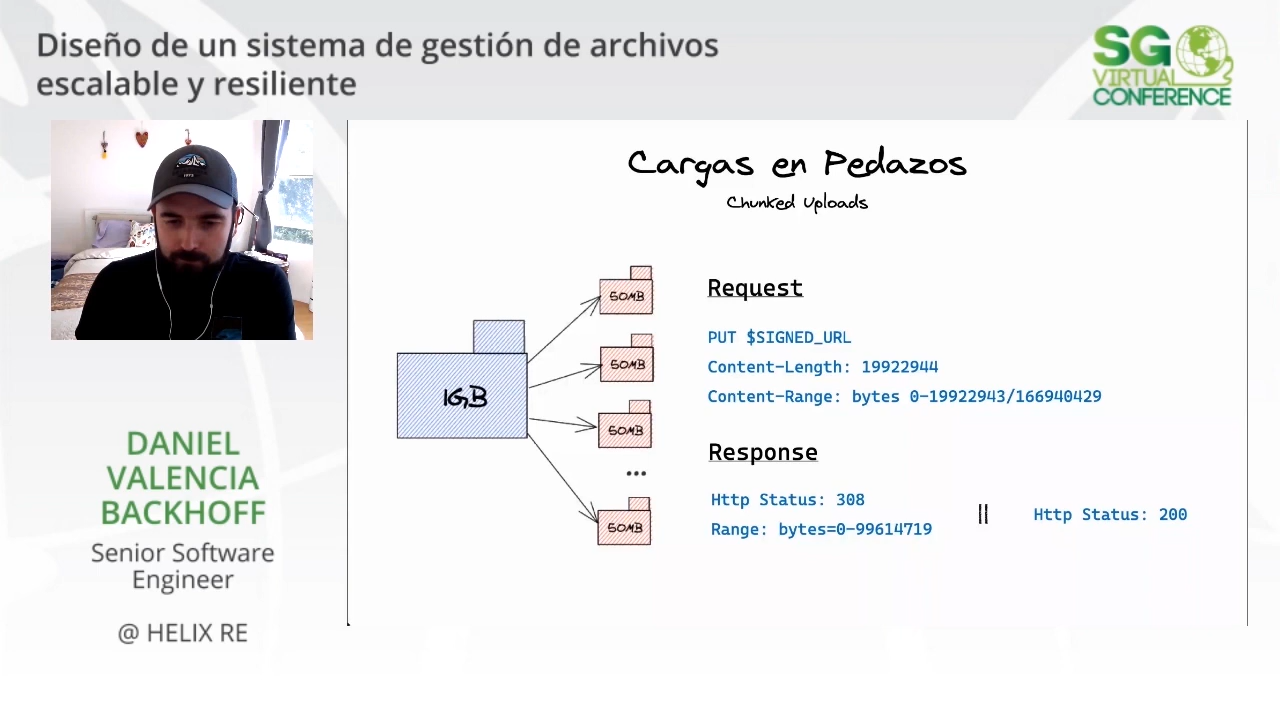 Diseño de un sistema de gestión de archivos
escalable y resiliente
SG
VIRTUAL
CONFERENCE
Cargas en Pedazos
Chunked Uploads
1GB
50MB
50MB
50MB
...
50MB
Request
PUT $SIGNED_URL
Content-Length: 19922944
Content-Range: bytes 0-19922943/166940429
Response
Http Status: 308
Range: bytes=0-99614719
||
Http Status: 200
DANIEL
VALENCIA
BACKHOFF
Senior Software
Engineer
@ HELIX RE